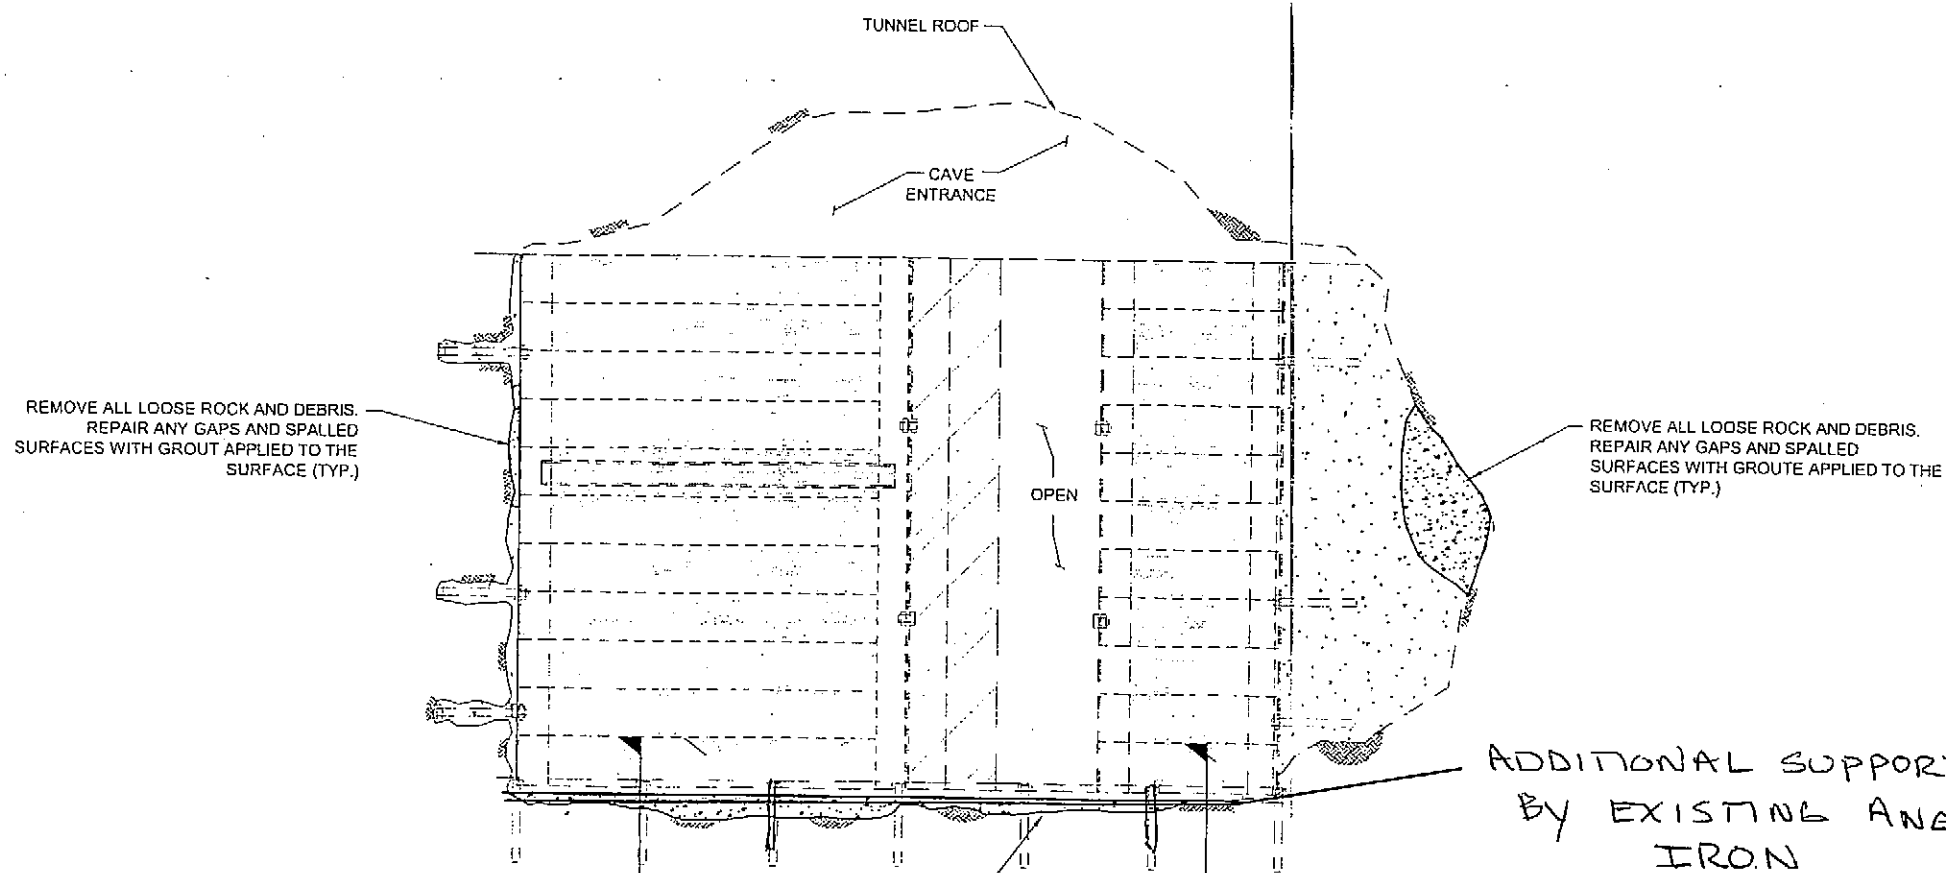 TUNNEL ROOF
CAVE
ENTRANCE
REMOVE ALL LOOSE ROCK AND DEBRIS.
REPAIR ANY GAPS AND SPALLED
SURFACES WITH GROUT APPLIED TO THE
SURFACE (TYP.)
OPEN
REMOVE ALL LOOSE ROCK AND DEBRIS.
REPAIR ANY GAPS AND SPALLED
SURFACES WITH GROUTE APPLIED TO THE
SURFACE (TYP.)
ADDITIONAL SUPPORT
BY EXISTING
IRON